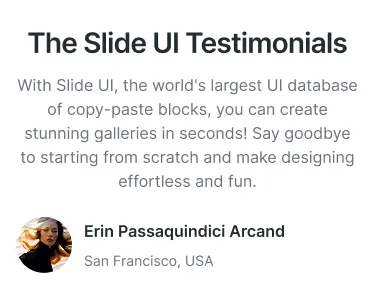 The Slide UI Testimonials
With Slide UI, the world's largest UI database
of copy-paste blocks, you can create
stunning galleries in seconds! Say goodbye
to starting from scratch and make designing
effortless and fun.
Erin Passaquindici Arcand
San Francisco, USA